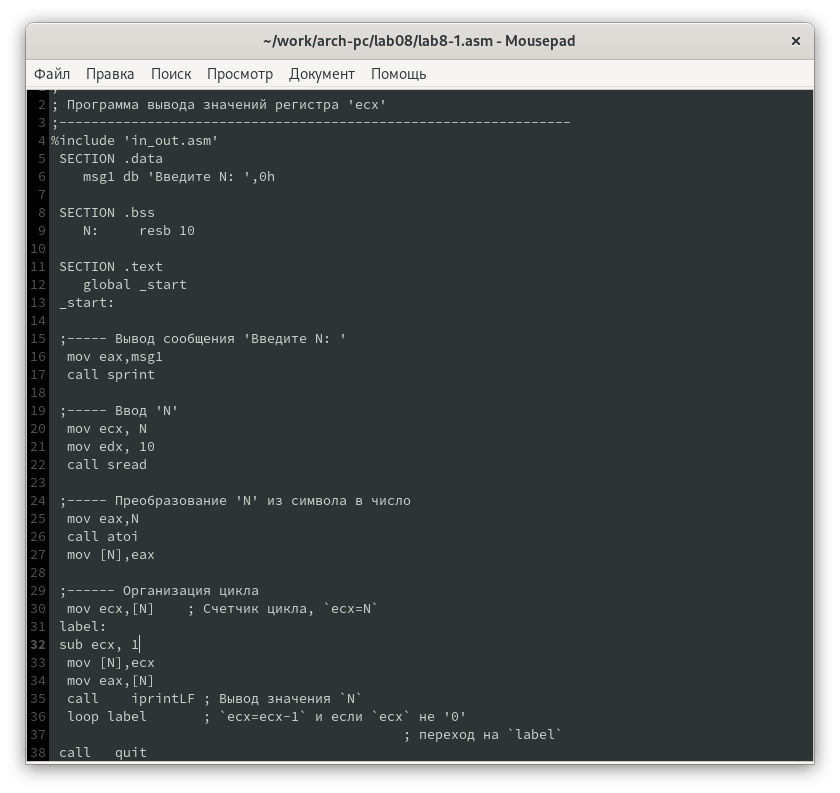 ~/work/arch-pc/lab08/lab8-1.asm - Mousepad
Файл Правка Поиск Просмотр Документ Помощь
2 ; Программа вывода значений регистра 'ecx'
3 ;----------------------------------------------------------------
4 %include 'in_out.asm'
5 SECTION .data
6 msg1 db 'Введите N: ',0h
7
8 SECTION .bss
9 N: resb 10
10
11 SECTION .text
12 global _start
13 _start:
14
15 ;----- Вывод сообщения 'Введите N: '
16 mov eax,msg1
17 call sprint
18
19 ;----- Ввод 'N'
20 mov ecx, N
21 mov edx, 10
22 call sread
23
24 ;----- Преобразование 'N' из символа в число
25 mov eax,N
26 call atoi
27 mov [N],eax
28
29 ;------ Организация цикла
30 mov ecx,[N] ; Счетчик цикла, `ecx=N`
31 label:
32 sub ecx, 1
33 mov [N],ecx
34 mov eax,[N]
35 call iprintLF ; Вывод значения `N`
36 loop label ; `ecx=ecx-1` и если `ecx` не '0'
37 ; переход на `label`
38 call quit